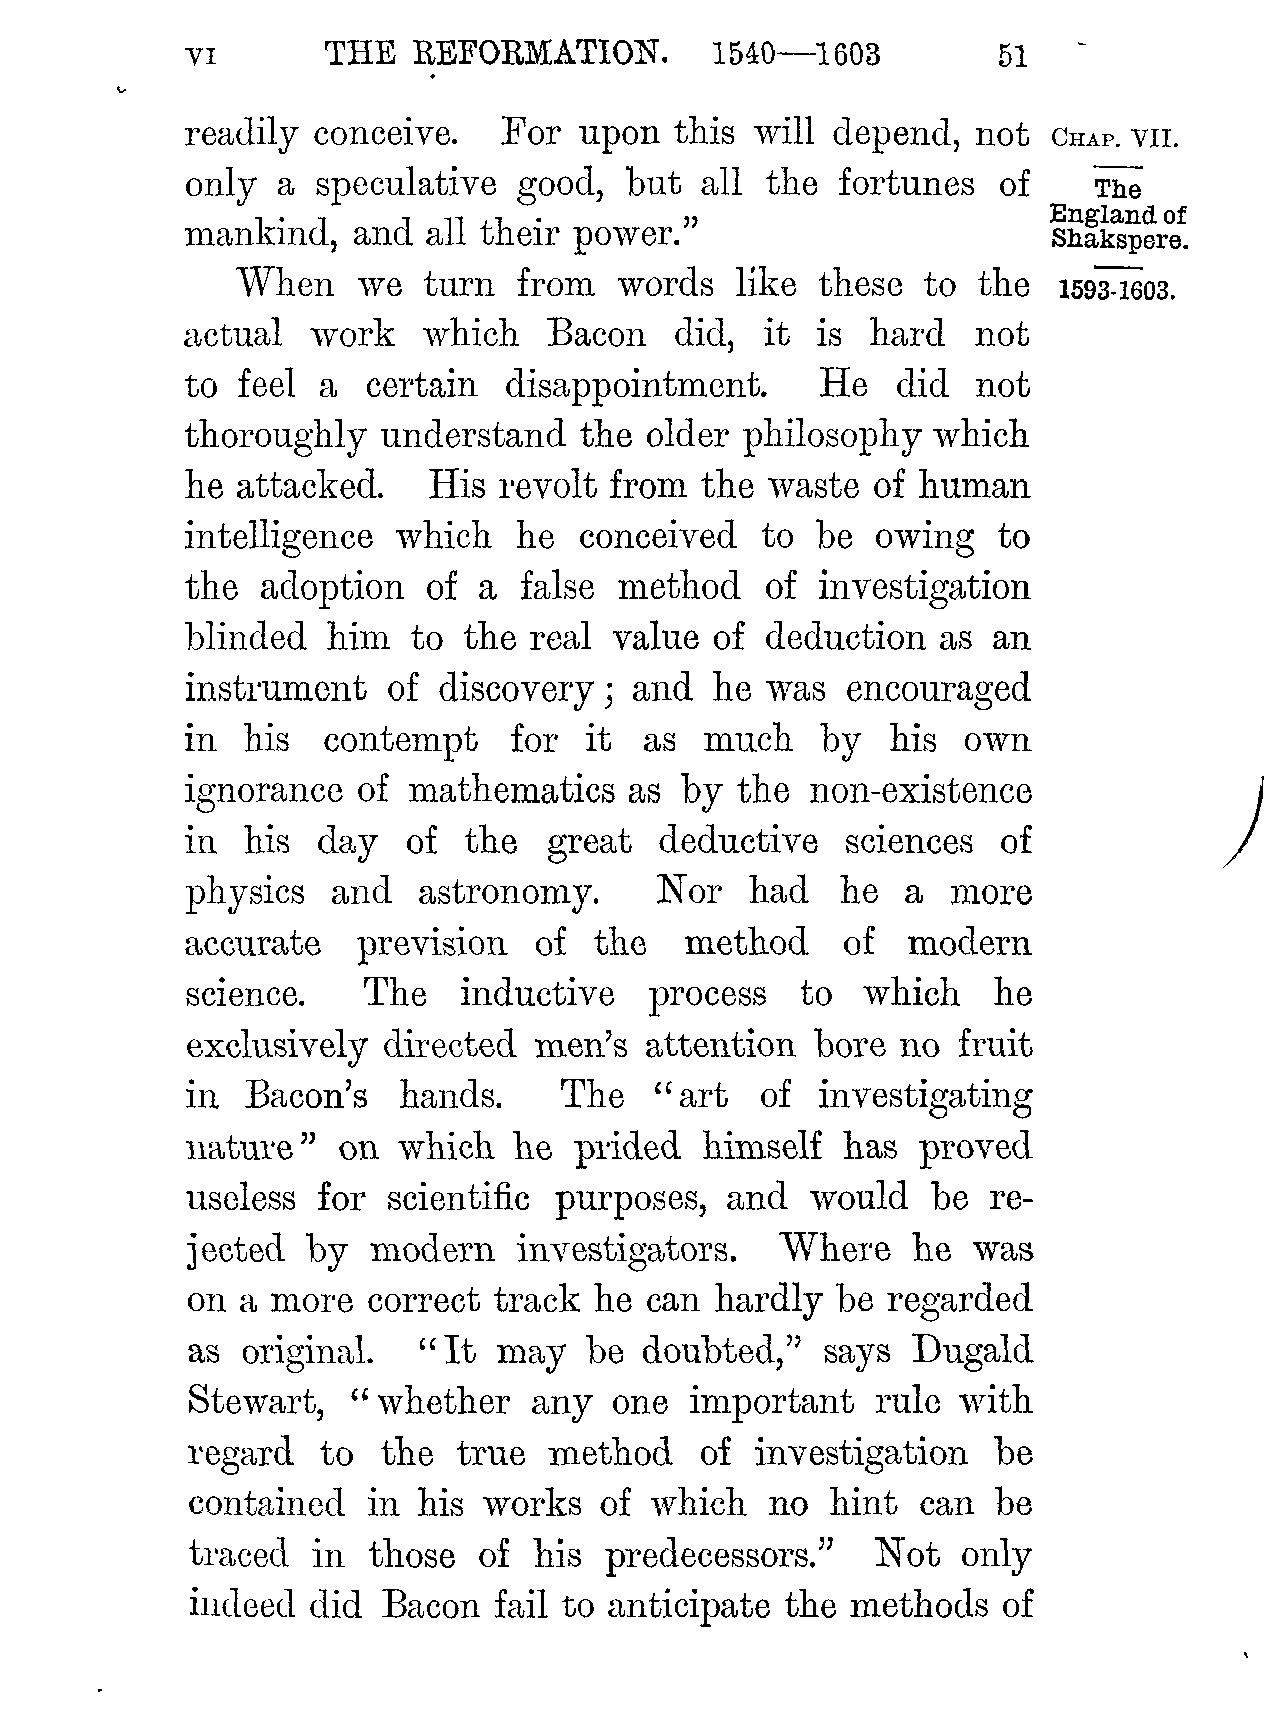 VI THE REFORMATION. 1540—1603 51
readily conceive. For upon this will depend, not
only a speculative good, but all the fortunes of
mankind, and all their power.”
When we turn from words like these to the
actual work which Bacon did, it is hard not
to feel a certain disappointment. He did not
thoroughly understand the older philosophy which
he attacked. His revolt from the waste of human
intelligence which he conceived to be owing to
the adoption of a false method of investigation
blinded him to the real value of deduction as an
instrument of discovery; and he was encouraged
in his contempt for it as much by his own
ignorance of mathematics as by the non-existence
in his day of the great deductive sciences of
physics and astronomy. Nor had he a more
accurate prevision of the method of modern
science. The inductive process to which he
exclusively directed men’s attention bore no fruit
in Bacon’s hands. The “art of investigating
nature” on which he prided himself has proved
useless for scientific purposes, and would be re-
jected by modern investigators. Where he was
on a more correct track he can hardly be regarded
as original. “It may be doubted,” says Dugald
Stewart, “whether any one important rule with
regard to the true method of investigation be
contained in his works of which no hint can be
traced in those of his predecessors.” Not only
indeed did Bacon fail to anticipate the methods of
CHAP. VII.
The
England of
Shakspere.
1593-1603.